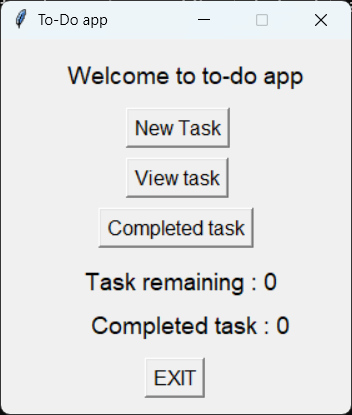 To-Do app
Welcome to to-do app
New Task
View task
Completed task
Task remaining : 0
Completed task : 0
EXIT